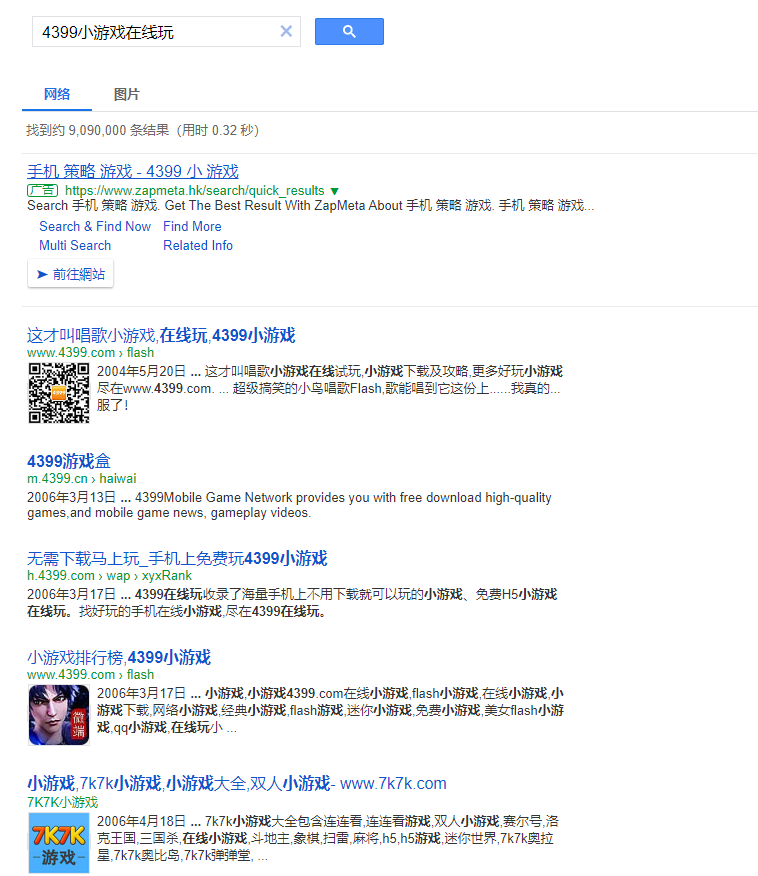 4399小游戏在线玩
网络 图片
找到约 9,090,000 条结果（用时 0.32 秒）
手机 策略 游戏 - 4399 小 游戏
广告 https://www.zapmeta.hk/search/quick_results ▼
Search 手机 策略 游戏. Get The Best Result With ZapMeta About 手机 策略 游戏. 手机 策略 游戏...
Search & Find Now Find More
Multi Search Related Info
➤ 前往網站
这才叫唱歌小游戏,在线玩,4399小游戏
www.4399.com › flash
2004年5月20日 ... 这才叫唱歌小游戏在线试玩,小游戏下载及攻略,更多好玩小游戏
尽在www.4399.com. ... 超级搞笑的小鸟唱歌Flash,歌能唱到它这份上......我真的...
服了！
4399游戏盒
m.4399.cn › haiwai
2006年3月13日 ... 4399Mobile Game Network provides you with free download high-quality
games,and mobile game news, gameplay videos.
无需下载马上玩_手机上免费玩4399小游戏
h.4399.com › wap › xyxRank
2006年3月17日 ... 4399在线玩收录了海量手机上不用下载就可以玩的小游戏、免费H5小游戏
在线玩。找好玩的手机在线小游戏,尽在4399在线玩。
小游戏排行榜,4399小游戏
www.4399.com › flash
微端
2006年3月17日 ... 小游戏,小游戏4399.com在线小游戏,flash小游戏,在线小游戏,小
游戏下载,网络小游戏,经典小游戏,flash游戏,迷你小游戏,免费小游戏,美女flash小游
戏,qq小游戏,在线玩小 ...
小游戏,7k7k小游戏,小游戏大全,双人小游戏- www.7k7k.com
7K7K小游戏
7K7K
-游戏-
2006年4月18日 ... 7k7k小游戏大全包含连连看,连连看游戏,双人小游戏,赛尔号,洛
克王国,三国杀,在线小游戏,斗地主,象棋,扫雷,麻将,h5,h5游戏,迷你世界,7k7k奥拉
星,7k7k奥比岛,7k7k弹弹堂, ...